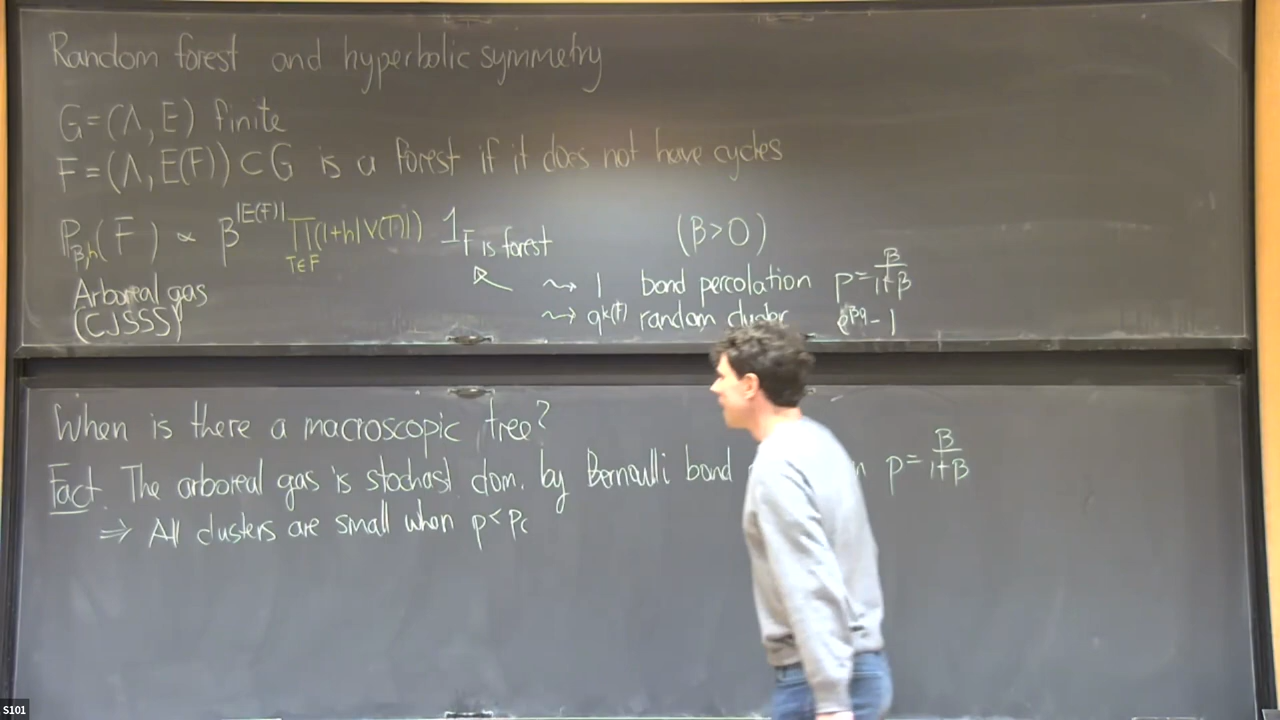 Random forest and hyperbolic symmetry
G=(Λ,E) finite
F=(Λ,E(F))⊂G is a forest if it does not have cycles
P_{β,h}(F) ∝ β^{|E(F)|} ∏_{T∈F}(1+h|V(T)|) 1_{F is forest} (β>0)
Arboreal gas
(CJSSS)
⇝ 1 bond percolation p=β/(1+β)
⇝ q^{k(F)} random cluster
When is there a macroscopic tree?
Fact. The arboreal gas is stochast dom. by Bernoulli bond p=β/(1+β)
⇒ All clusters are small when p<pc
S101